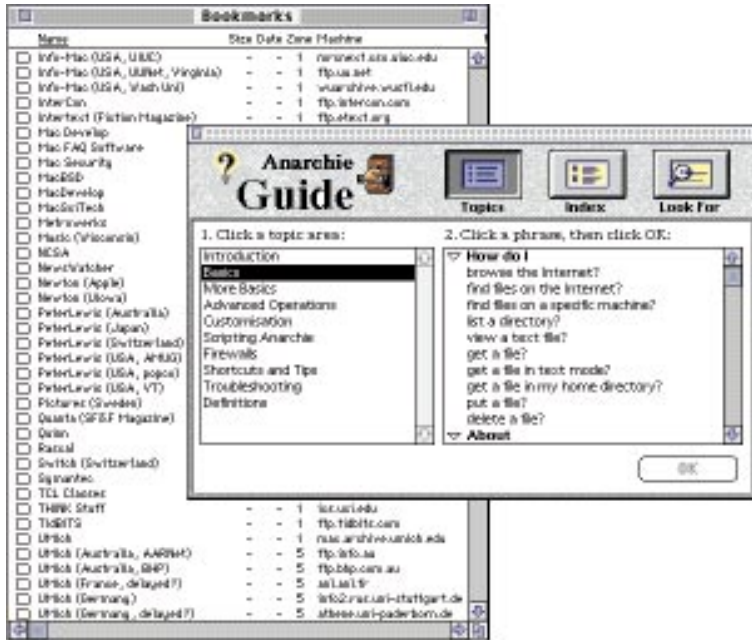 Bookmarks
Name Size Date Zone Machine
Info-Mac (USA, UIUC) - - 1
Info-Mac (USA, UUNet, Virginia) - - 1 ftp.uu.net
Info-Mac (USA, Wash Uni) - - 1 wuarchive.wustl.edu
InterCon - - 1 ftp.intercon.com
Intertext (Fiction Magazine) - - 1 ftp.etext.org
Mac Develop
Mac FAQ Software
Mac Security
MacBSD
MacDevelop
MacSciTech
Metrowerks
Music (Wisconsin)
NCSA
NewsWatcher
Newton (Apple)
Newton (UIowa)
PeterLewis (Australia)
PeterLewis (Japan)
PeterLewis (Switzerland)
PeterLewis (USA, AMUG)
PeterLewis (USA, popco)
PeterLewis (USA, VT)
Pictures (Sweden)
Quanta (SF&F Magazine)
Rascal
Switch (Switzerland)
Symantec
TCL Classes
THINK Stuff - - 1 ics.uci.edu
TidBITS - - 1 ftp.tidbits.com
UMich - - 1 mac.archive.umich.edu
UMich (Australia, AARNet) - - 5 ftp.info.au
UMich (Australia, BHP) - - 5 ftp.bhp.com.au
UMich (France, delayed?) - - 5
UMich (Germany) - - 5 info2.rus.uni-stuttgart.de
UMich (Germany, delayed?) - - 5 athene.uni-paderborn.de
Anarchie
Guide
Topics Index Look For
1. Click a topic area:
Introduction
Basics
More Basics
Advanced Operations
Customisation
Scripting Anarchie
Firewalls
Shortcuts and Tips
Troubleshooting
Definitions
2. Click a phrase, then click OK:
How do I
browse the Internet?
find files on the Internet?
find files on a specific machine?
list a directory?
view a text file?
get a file?
get a file in text mode?
get a file in my home directory?
put a file?
delete a file?
About
OK